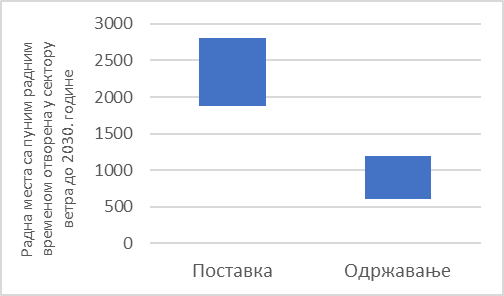 Радна места са пуним радним
временом отворена у сектору
ветра до 2030. године
3000
2500
2000
1500
1000
500
0
Поставка
Одржавање